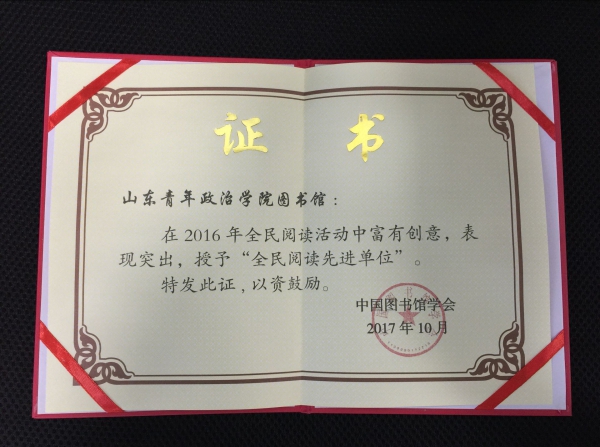 证书
山东青年政治学院图书馆：
在2016年全民阅读活动中富有创意，表
现突出，授予“全民阅读先进单位”。
特发此证，以资鼓励。
中国图书馆学会
2017年10月